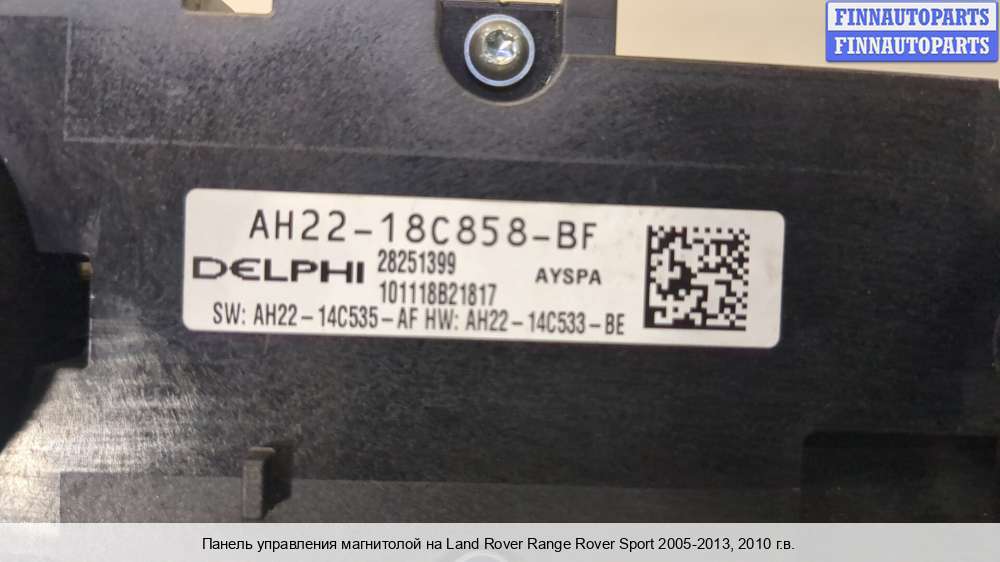 FINNAUTOPARTS
FINNAUTOPARTS
AH22-18C858-BF
DELPHI 28251399 AYSPA
101118B21817
SW: AH22-14C535-AF HW: AH22-14C533-BE
Панель управления магнитолой на Land Rover Range Rover Sport 2005-2013, 2010 г.в.